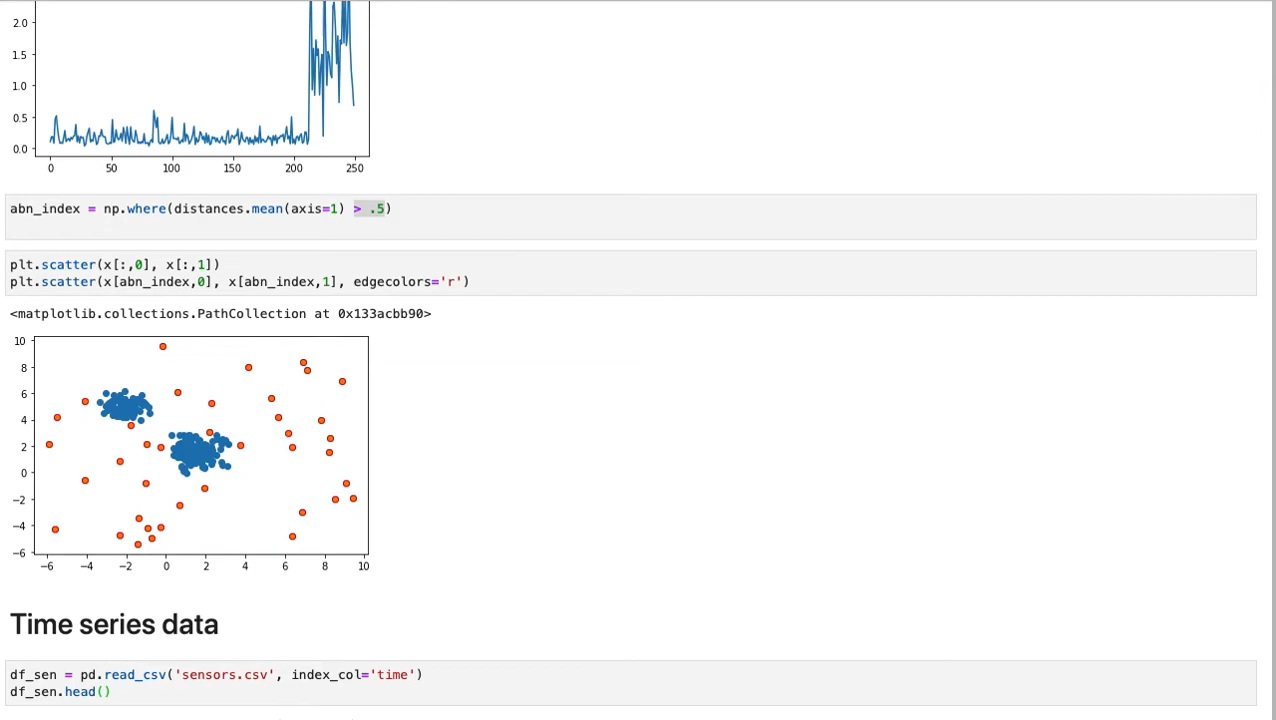 2.0
1.5
1.0
0.5
0.0
0 50 100 150 200 250
abn_index = np.where(distances.mean(axis=1) > .5)
plt.scatter(x[:,0], x[:,1])
plt.scatter(x[abn_index,0], x[abn_index,1], edgecolors='r')
<matplotlib.collections.PathCollection at 0x133acbb90>
10
8
6
4
2
0
−2
−4
−6
−6 −4 −2 0 2 4 6 8 10
Time series data
df_sen = pd.read_csv('sensors.csv', index_col='time')
df_sen.head()